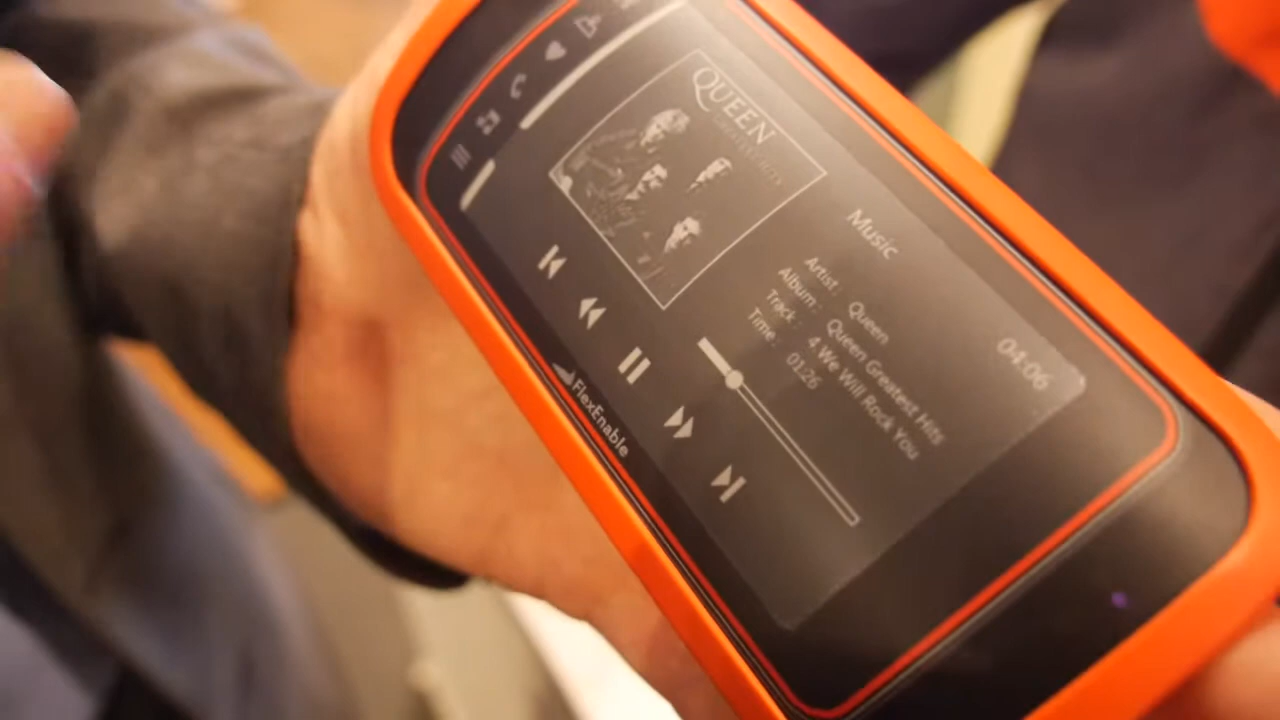 QUEEN
GREATEST HITS
Music
04:06
Artist: Queen
Album: Queen Greatest Hits
Track: 4 We Will Rock You
Time: 01:26
FlexEnable